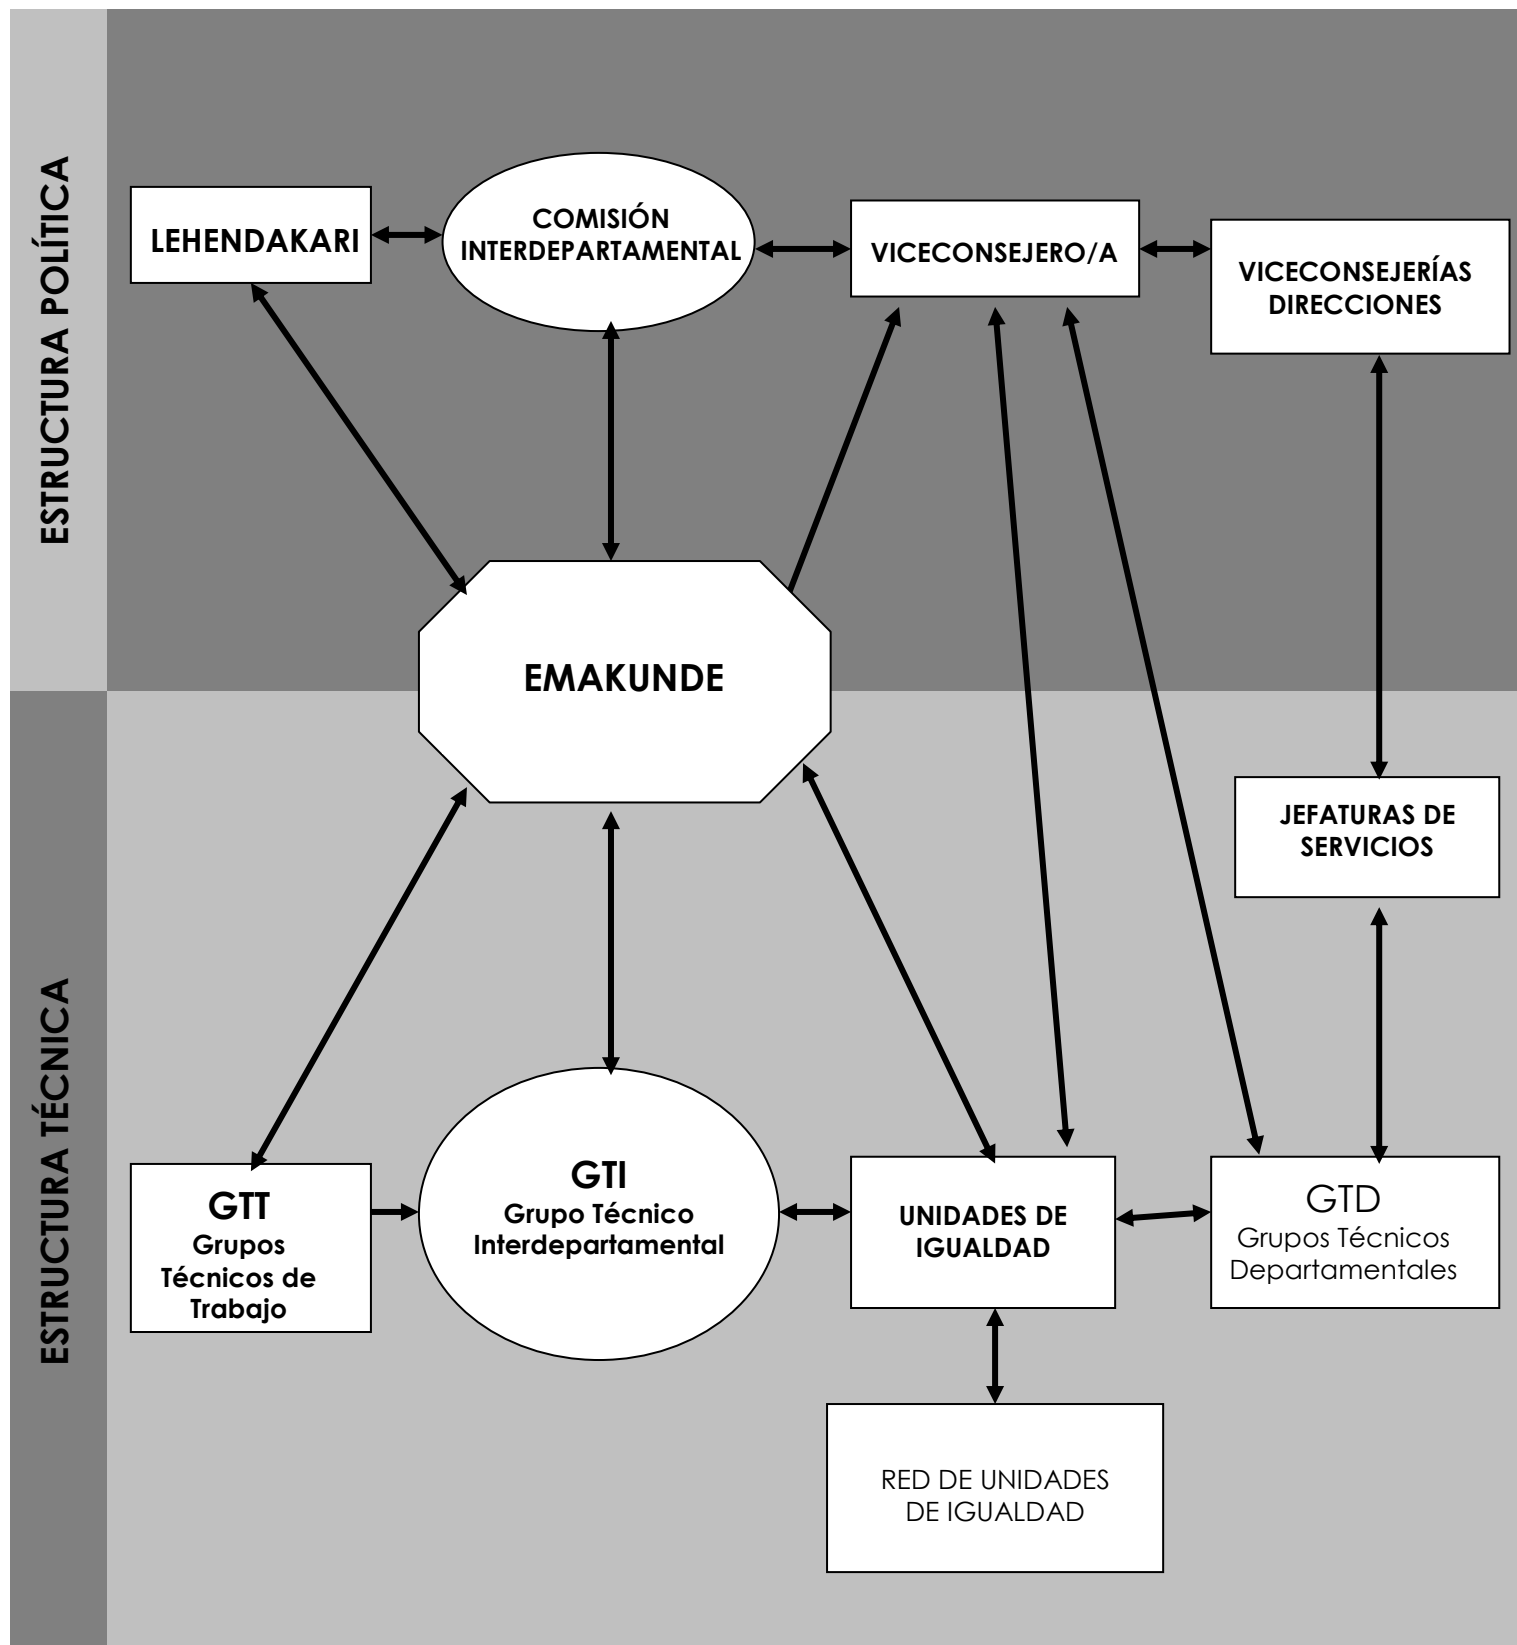 ESTRUCTURA POLÍTICA
LEHENDAKARI
COMISIÓN
INTERDEPARTAMENTAL
VICECONSEJERO/A
VICECONSEJERÍAS
DIRECCIONES
EMAKUNDE
JEFATURAS DE
SERVICIOS
ESTRUCTURA TÉCNICA
GTT
Grupos
Técnicos de
Trabajo
GTI
Grupo Técnico
Interdepartamental
UNIDADES DE
IGUALDAD
GTD
Grupos Técnicos
Departamentales
RED DE UNIDADES
DE IGUALDAD